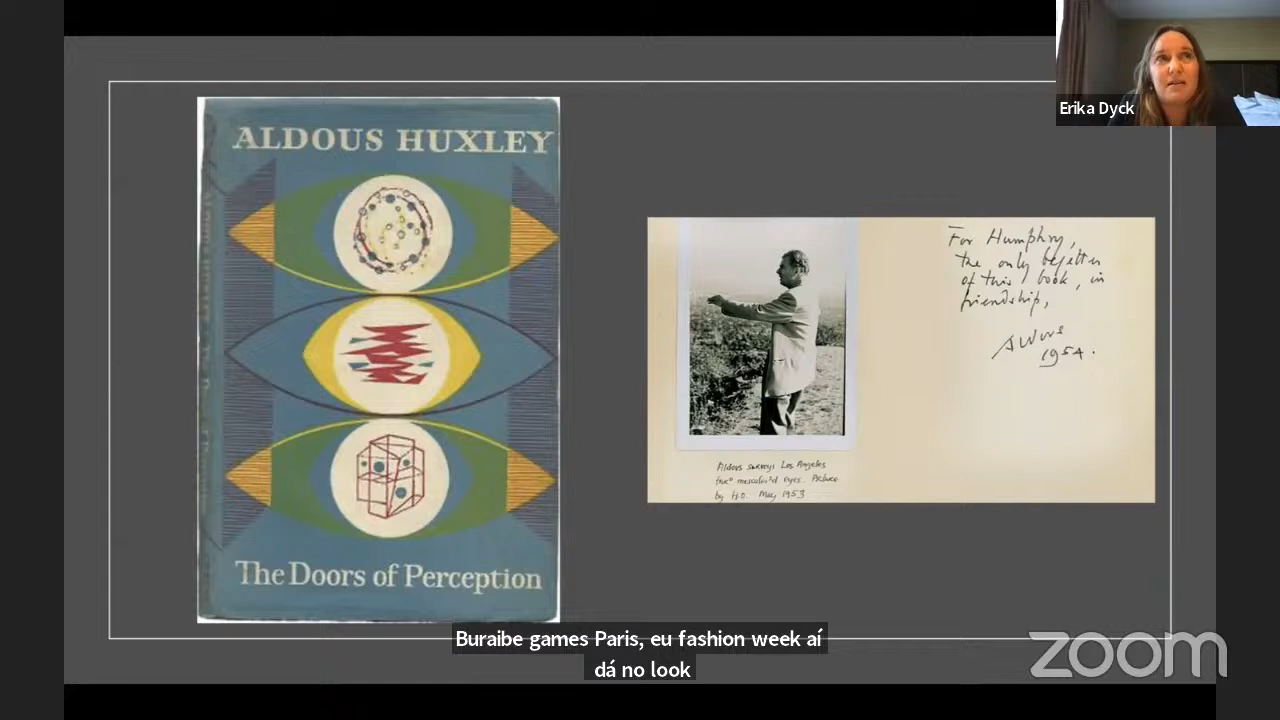 Erika Dyck
ALDOUS HUXLEY
The Doors of Perception
For Humphry,
the only begetter
of this book, in
friendship,
Aldous
1954.
Aldous surveys Los Angeles
eyes. Picture
by H.O. May 1953
Buraibe games Paris, eu fashion week aí
dá no look
zoom